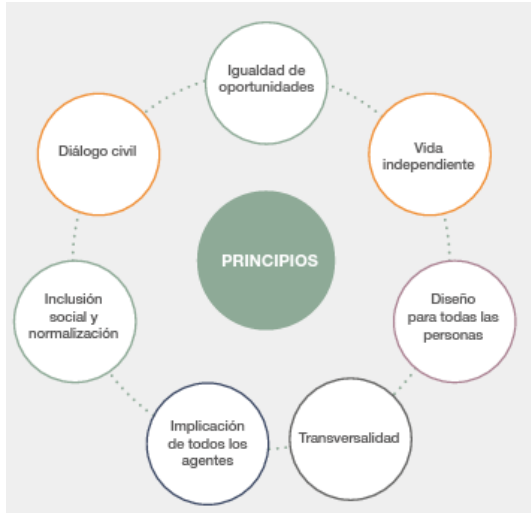 Igualdad de
oportunidades
Vida
independiente
Diseño
para todas las
personas
Transversalidad
Implicación
de todos los
agentes
Inclusión
social y
normalización
Diálogo civil
PRINCIPIOS